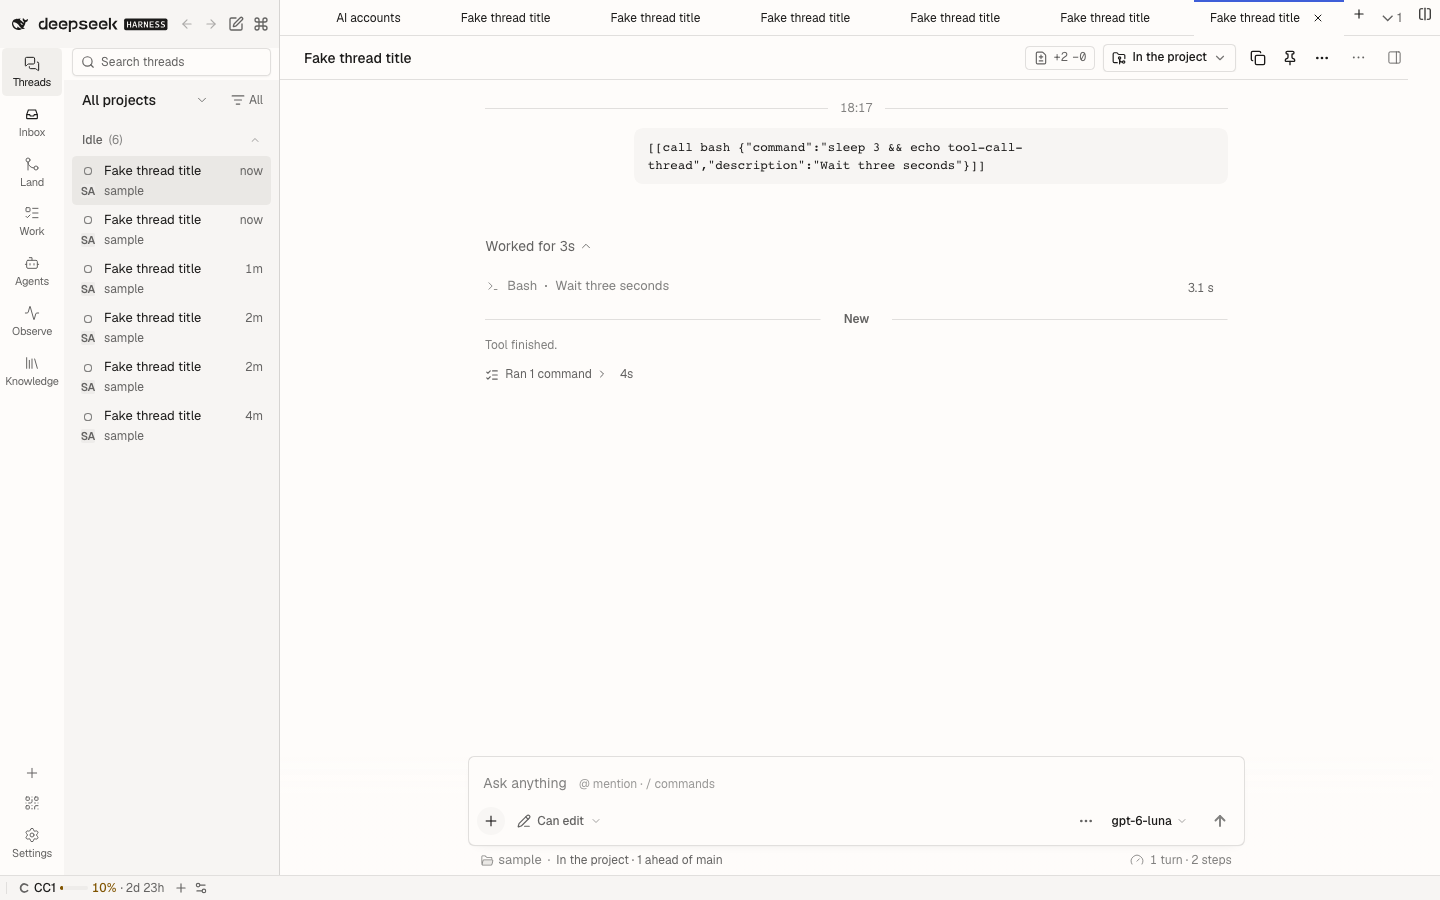 deepseek HARNESS
AI accounts
Fake thread title
Fake thread title
Fake thread title
Fake thread title
Fake thread title
Fake thread title
1
Threads
Inbox
Land
Work
Agents
Observe
Knowledge
Settings
Search threads
All projects
All
Idle (6)
Fake thread title now
SA sample
Fake thread title now
SA sample
Fake thread title 1m
SA sample
Fake thread title 2m
SA sample
Fake thread title 2m
SA sample
Fake thread title 4m
SA sample
Fake thread title
+2 −0
In the project
18:17
[[call bash {"command":"sleep 3 && echo tool-call-
thread","description":"Wait three seconds"}]]
Worked for 3s
Bash · Wait three seconds 3.1 s
New
Tool finished.
Ran 1 command 4s
Ask anything @ mention · / commands
Can edit
gpt-6-luna
sample · In the project · 1 ahead of main
1 turn · 2 steps
C CC1 10% · 2d 23h